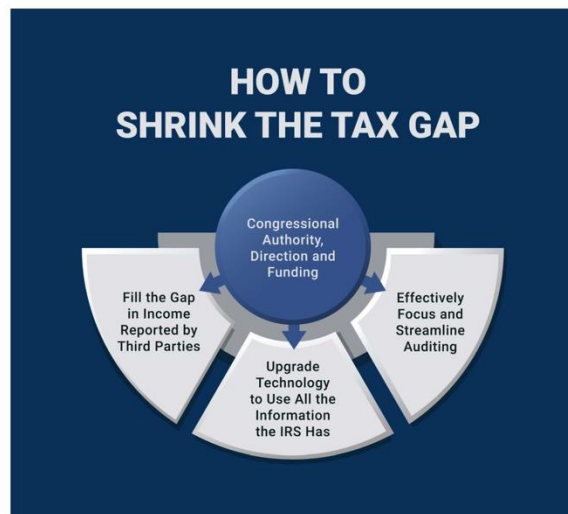 HOW TO
SHRINK THE TAX GAP
Congressional
Authority,
Direction and
Funding
Fill the Gap
in Income
Reported by
Third Parties
Upgrade
Technology
to Use All the
Information
the IRS Has
Effectively
Focus and
Streamline
Auditing